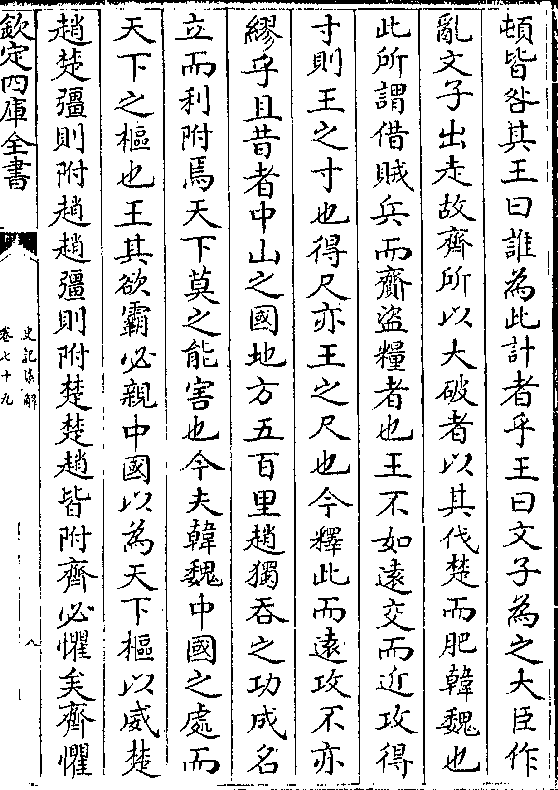 頓皆咎其王曰誰為此計者乎王曰文子為之大臣作
亂文子出走故齊所以大破者以其伐楚而肥韓魏也
此所謂借賊兵而齎盜糧者也王不如遠交而近攻得
寸則王之寸也得尺亦王之尺也今釋此而遠攻不亦
繆乎且昔者中山之國地方五百里趙獨吞之功成名
立而利附焉天下莫之能害也今夫韓魏中國之處而
天下之樞也王其欲霸必親中國以為天下樞以威楚
趙楚彊則附趙趙彊則附楚楚趙皆附齊必懼矣齊懼
欽定四庫全書
史記集解
卷七十九
八